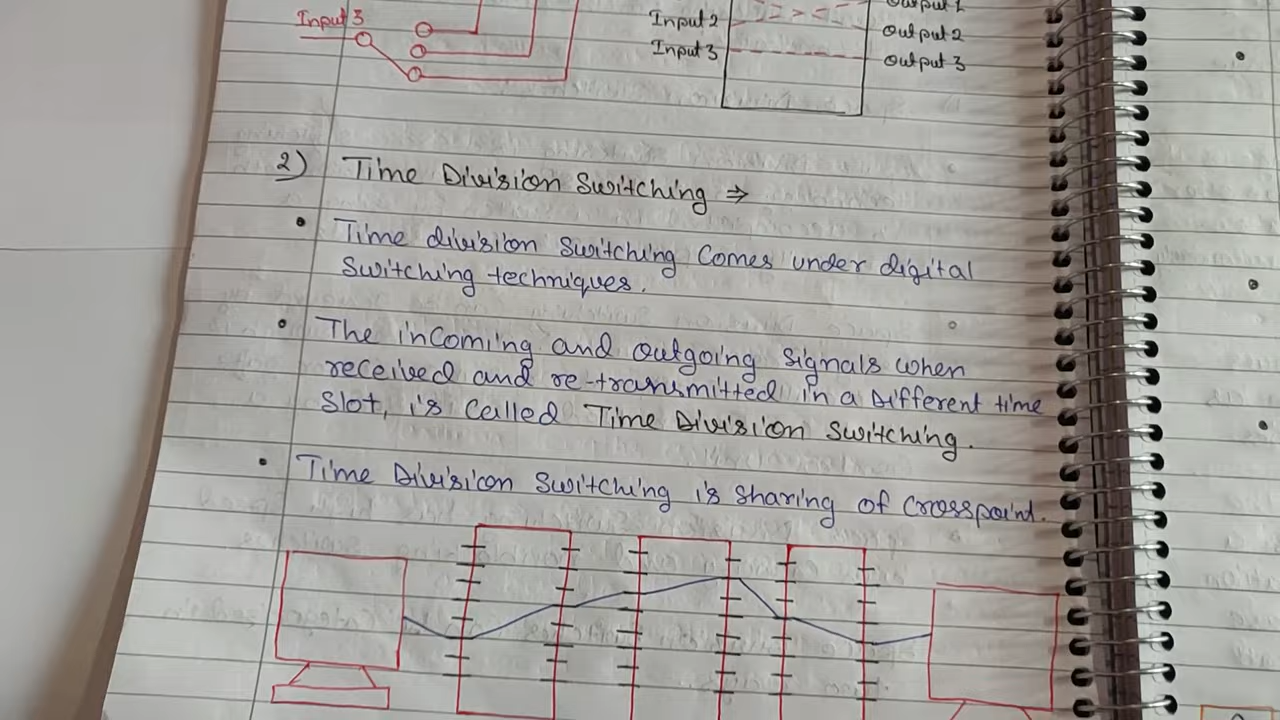 Output 1
Input 3
Input 2
Output 2
Input 3
Output 3
2) Time Division Switching ⇒
• Time division switching comes under digital
switching techniques.
• The incoming and outgoing signals when
received and re-transmitted in a different time
slot, is called Time Division Switching.
• Time Division Switching is sharing of crosspoint.